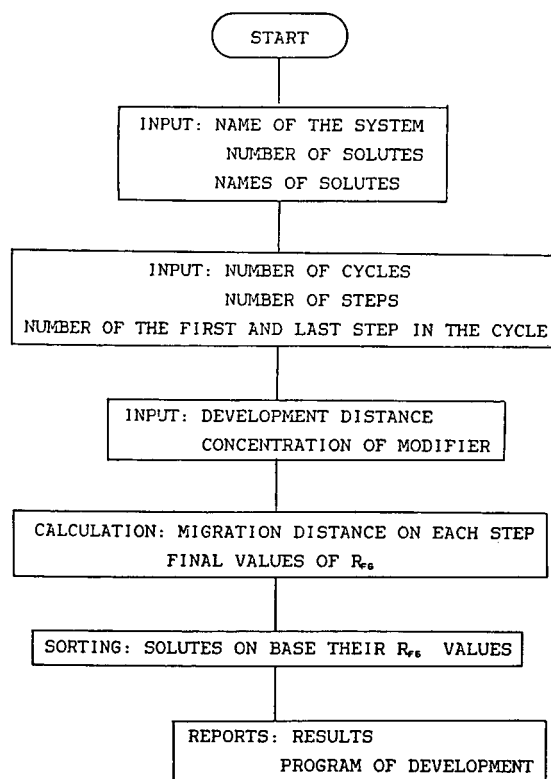 START
INPUT: NAME OF THE SYSTEM
NUMBER OF SOLUTES
NAMES OF SOLUTES
INPUT: NUMBER OF CYCLES
NUMBER OF STEPS
NUMBER OF THE FIRST AND LAST STEP IN THE CYCLE
INPUT: DEVELOPMENT DISTANCE
CONCENTRATION OF MODIFIER
CALCULATION: MIGRATION DISTANCE ON EACH STEP
FINAL VALUES OF RFG
SORTING: SOLUTES ON BASE THEIR RFG VALUES
REPORTS: RESULTS
PROGRAM OF DEVELOPMENT